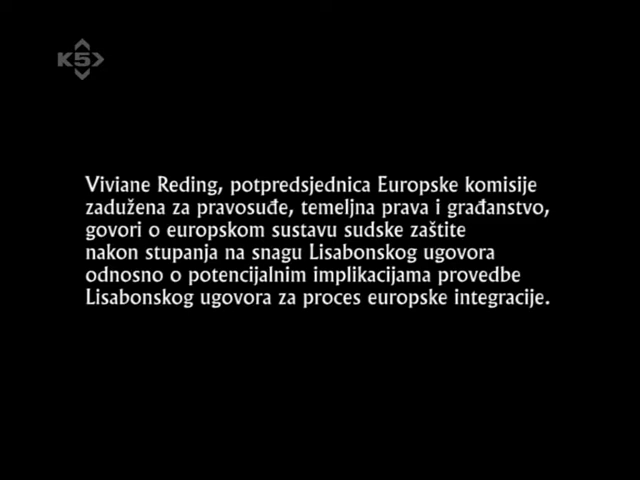 K5
Viviane Reding, potpredsjednica Europske komisije
zadužena za pravosuđe, temeljna prava i građanstvo,
govori o europskom sustavu sudske zaštite
nakon stupanja na snagu Lisabonskog ugovora
odnosno o potencijalnim implikacijama provedbe
Lisabonskog ugovora za proces europske integracije.